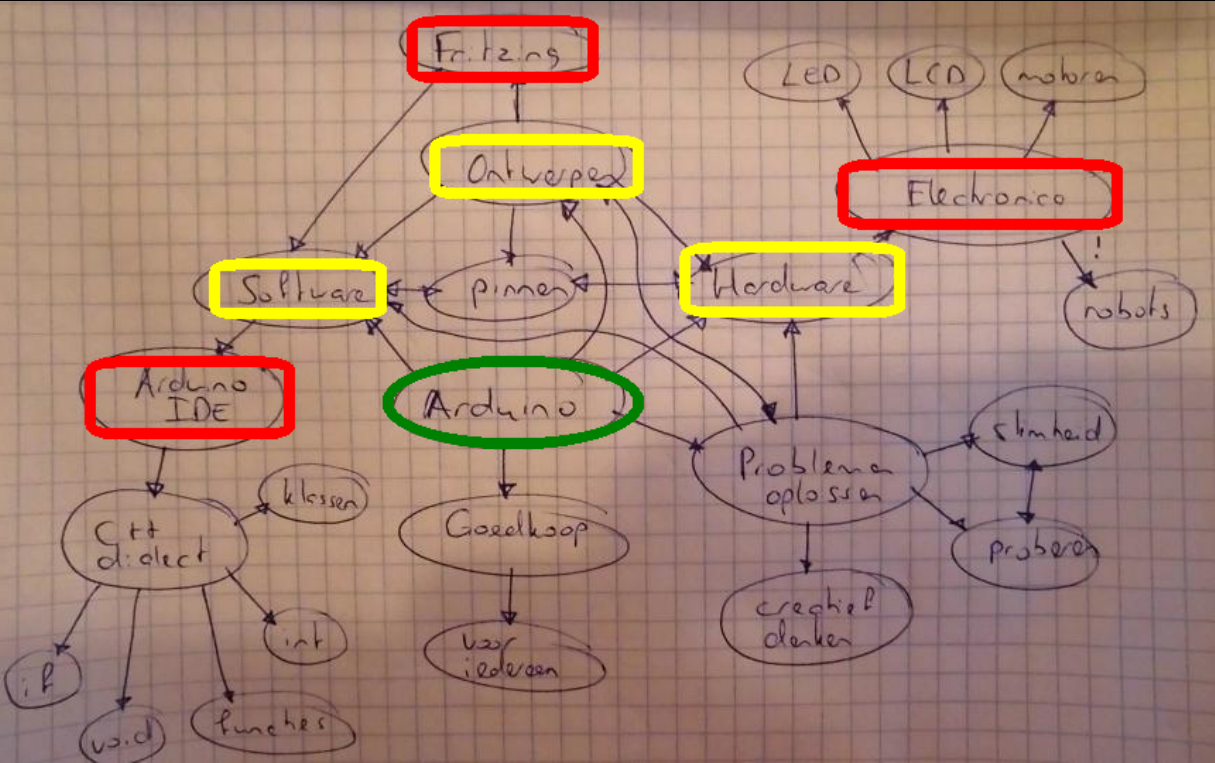 Fritzing
LED
LCD
motoren
Ontwerpen
Electronica
!
Software
pinnen
Hardware
robots
Arduino
IDE
Arduino
Problemen
oplossen
slimheid
klassen
C++
dialect
Goedkoop
proberen
creatief
denken
int
voor
iedereen
if
void
functies